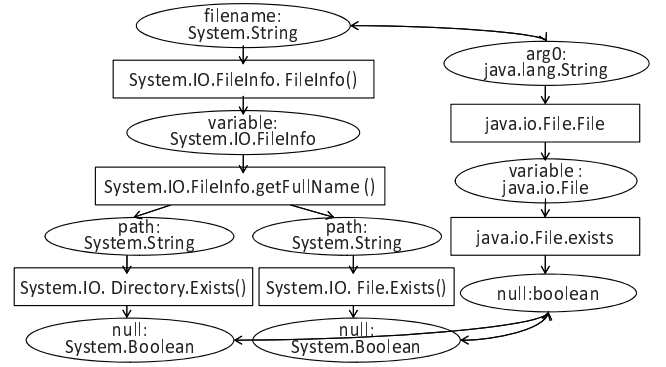 filename:
System.String
System.IO.FileInfo. FileInfo()
variable:
System.IO.FileInfo
System.IO.FileInfo.getFullName ()
path:
System.String
path:
System.String
System.IO. Directory.Exists()
System.IO. File.Exists()
null:
System.Boolean
null:
System.Boolean
arg0:
java.lang.String
java.io.File.File
variable :
java.io.File
java.io.File.exists
null:boolean